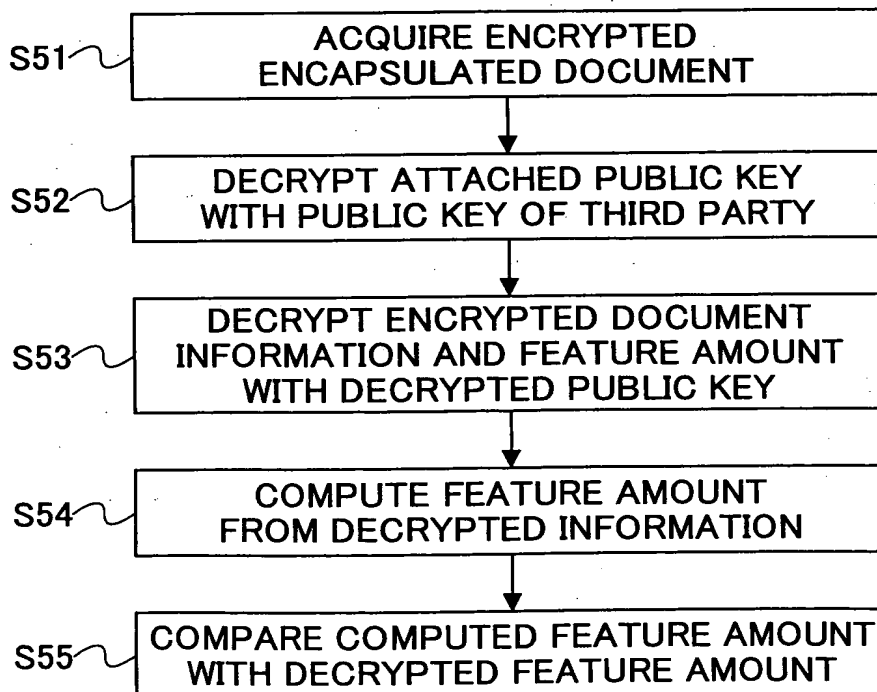 S51
ACQUIRE ENCRYPTED
ENCAPSULATED DOCUMENT
S52
DECRYPT ATTACHED PUBLIC KEY
WITH PUBLIC KEY OF THIRD PARTY
S53
DECRYPT ENCRYPTED DOCUMENT
INFORMATION AND FEATURE AMOUNT
WITH DECRYPTED PUBLIC KEY
S54
COMPUTE FEATURE AMOUNT
FROM DECRYPTED INFORMATION
S55
COMPARE COMPUTED FEATURE AMOUNT
WITH DECRYPTED FEATURE AMOUNT